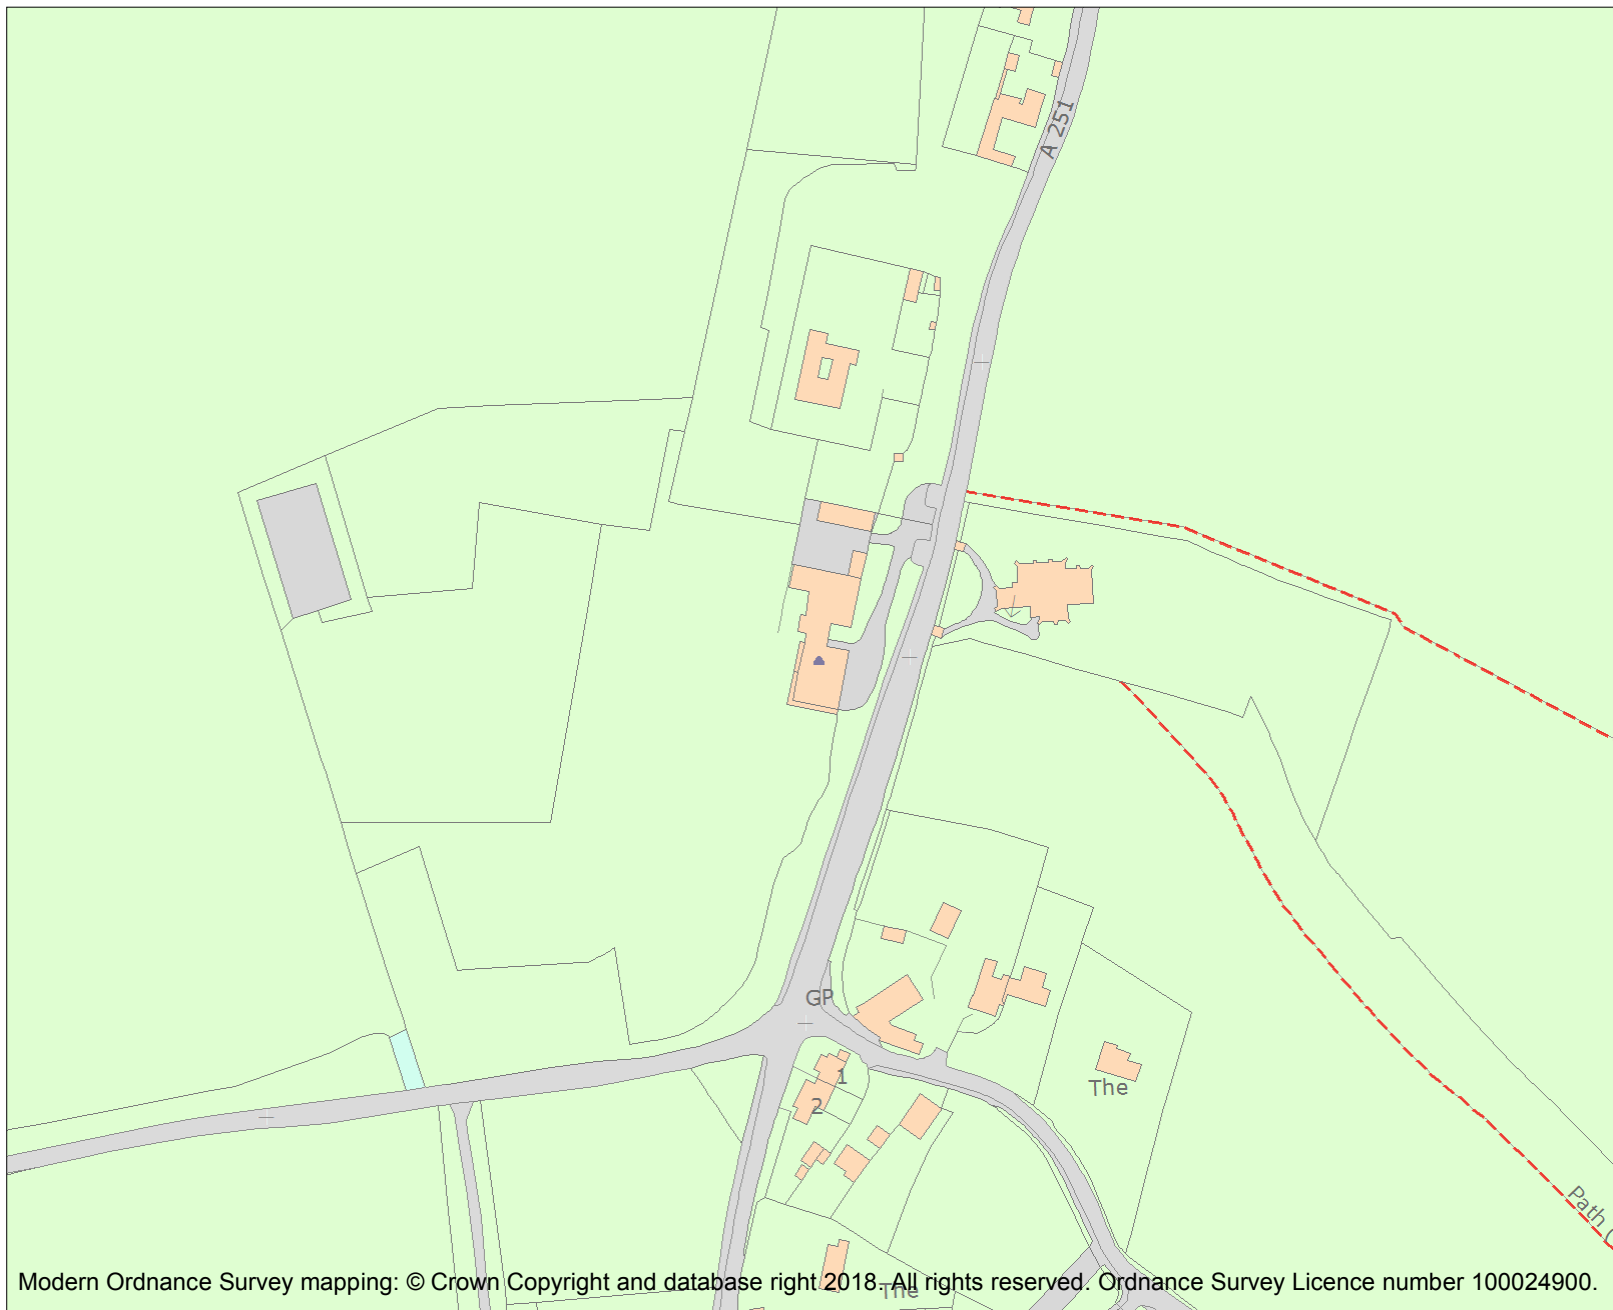 A 251
GP
1
The
2
Path
The
Modern Ordnance Survey mapping: © Crown Copyright and database right 2018. All rights reserved. Ordnance Survey Licence number 100024900.